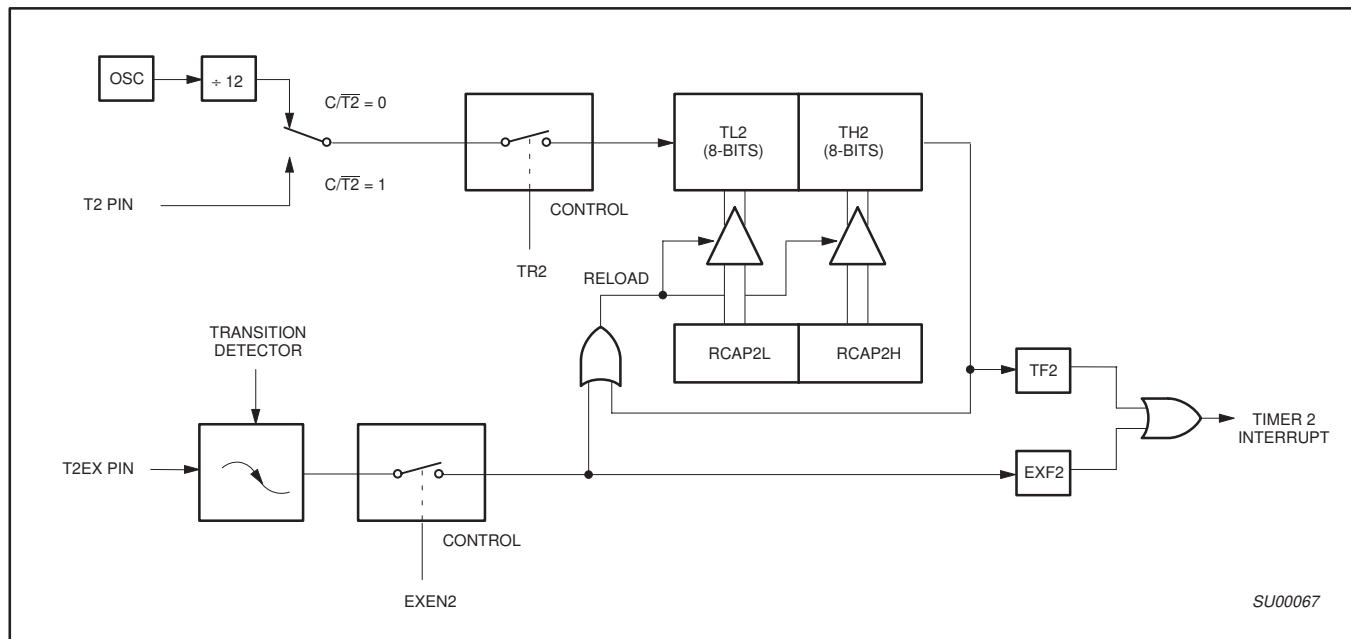 OSC
÷ 12
C/T2 = 0
C/T2 = 1
T2 PIN
CONTROL
TR2
TL2
(8-BITS)
TH2
(8-BITS)
RELOAD
RCAP2L
RCAP2H
TRANSITION
DETECTOR
T2EX PIN
CONTROL
EXEN2
TF2
EXF2
TIMER 2
INTERRUPT
SU00067